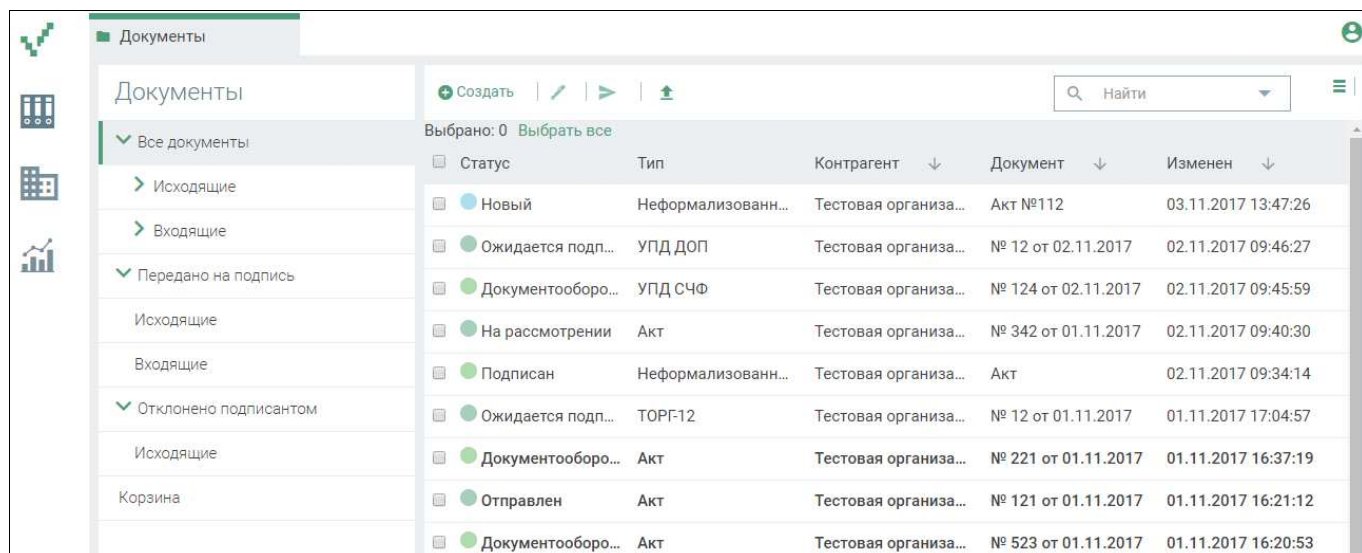 Документы
Документы
Все документы
Исходящие
Входящие
Передано на подпись
Исходящие
Входящие
Отклонено подписантом
Исходящие
Корзина
Создать Найти
Выбрано: 0 Выбрать все
Статус Тип Контрагент Документ Изменен
Новый Неформализованн... Тестовая организа... Акт №112 03.11.2017 13:47:26
Ожидается подп... УПД ДОП Тестовая организа... № 12 от 02.11.2017 02.11.2017 09:46:27
Документооборо... УПД СЧФ Тестовая организа... № 124 от 02.11.2017 02.11.2017 09:45:59
На рассмотрении Акт Тестовая организа... № 342 от 01.11.2017 02.11.2017 09:40:30
Подписан Неформализованн... Тестовая организа... Акт 02.11.2017 09:34:14
Ожидается подп... ТОРГ-12 Тестовая организа... № 12 от 01.11.2017 01.11.2017 17:04:57
Документооборо... Акт Тестовая организа... № 221 от 01.11.2017 01.11.2017 16:37:19
Отправлен Акт Тестовая организа... № 121 от 01.11.2017 01.11.2017 16:21:12
Документооборо... Акт Тестовая организа... № 523 от 01.11.2017 01.11.2017 16:20:53